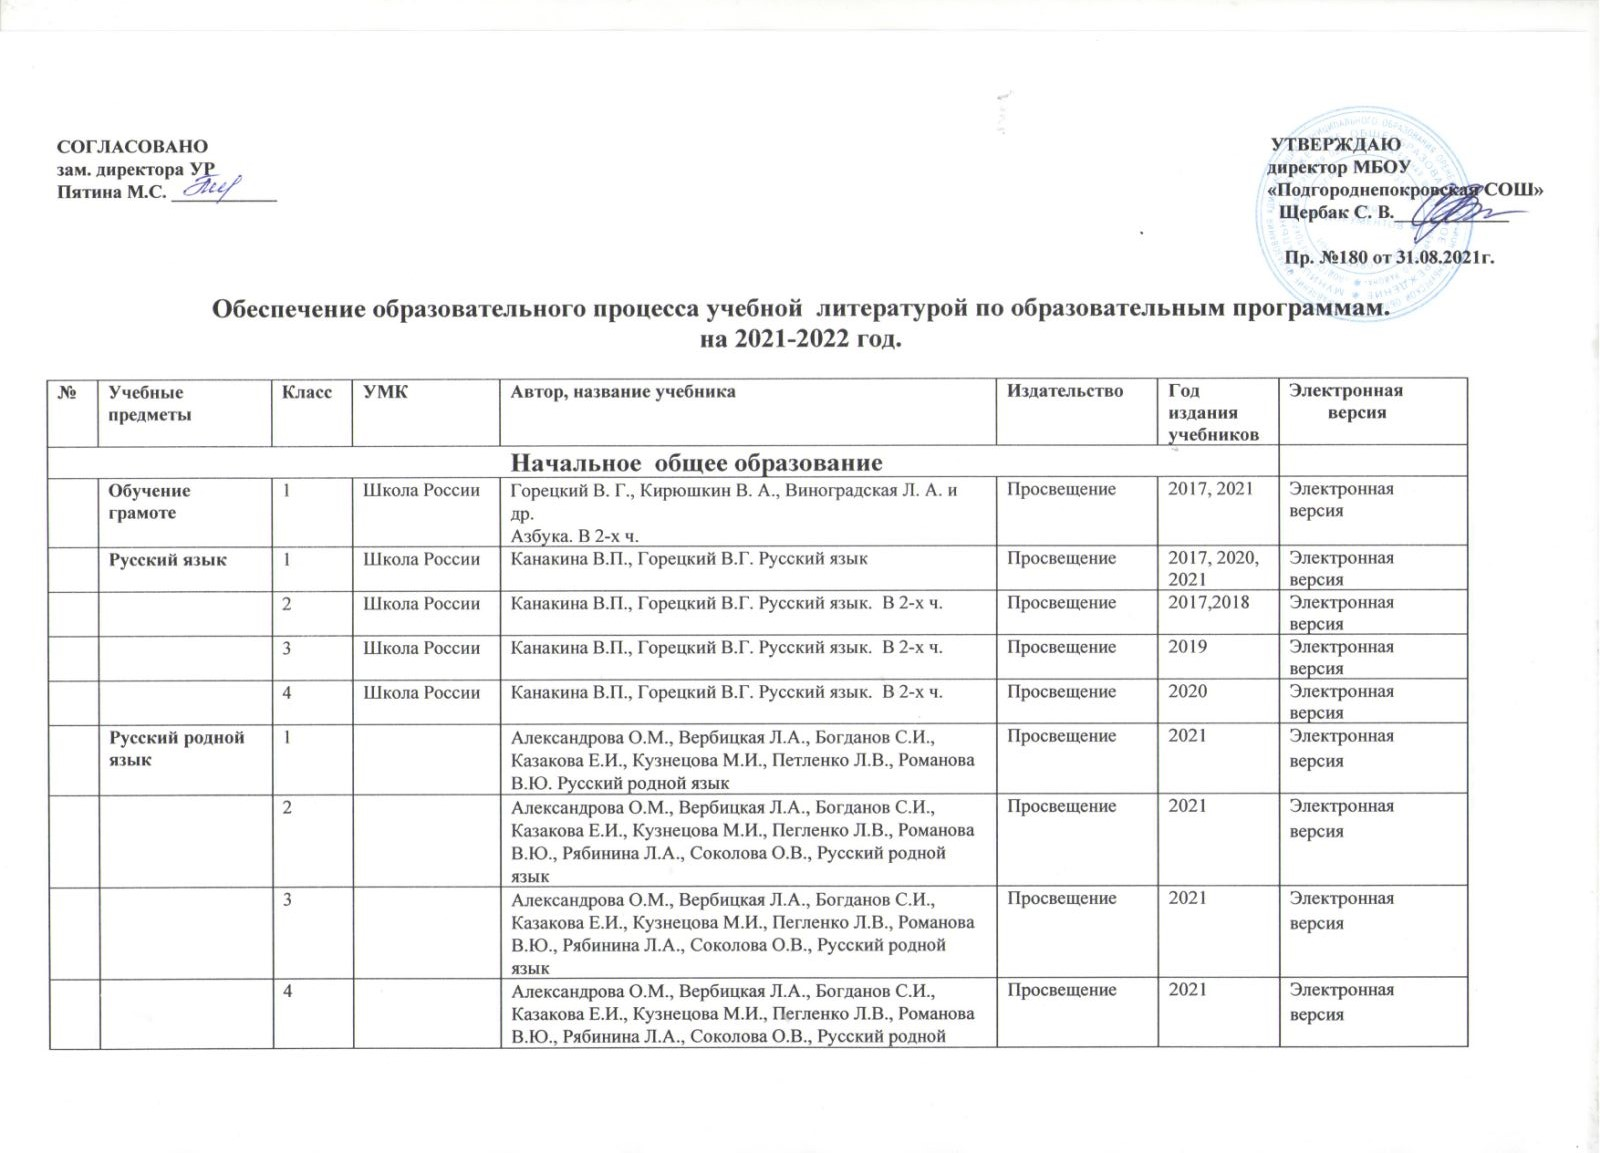 СОГЛАСОВАНО
зам. директора УР
Пятина М.С. ___________
УТВЕРЖДАЮ
директор МБОУ
«Подгороднепокровская СОШ»
Щербак С. В.____________
Пр. №180 от 31.08.2021г.
Обеспечение образовательного процесса учебной литературой по образовательным программам.
на 2021-2022 год.
№ Учебные предметы Класс УМК Автор, название учебника Издательство Год издания учебников Электронная версия
Начальное общее образование
Обучение грамоте 1 Школа России Горецкий В. Г., Кирюшкин В. А., Виноградская Л. А. и
др.
Азбука. В 2-х ч. Просвещение 2017, 2021 Электронная версия
Русский язык 1 Школа России Канакина В.П., Горецкий В.Г. Русский язык Просвещение 2017, 2020, 2021 Электронная версия
2 Школа России Канакина В.П., Горецкий В.Г. Русский язык. В 2-х ч. Просвещение 2017,2018 Электронная версия
3 Школа России Канакина В.П., Горецкий В.Г. Русский язык. В 2-х ч. Просвещение 2019 Электронная версия
4 Школа России Канакина В.П., Горецкий В.Г. Русский язык. В 2-х ч. Просвещение 2020 Электронная версия
Русский родной язык 1 Александрова О.М., Вербицкая Л.А., Богданов С.И.,
Казакова Е.И., Кузнецова М.И., Петленко Л.В., Романова
В.Ю. Русский родной язык Просвещение 2021 Электронная версия
2 Александрова О.М., Вербицкая Л.А., Богданов С.И.,
Казакова Е.И., Кузнецова М.И., Пегленко Л.В., Романова
В.Ю., Рябинина Л.А., Соколова О.В., Русский родной
язык Просвещение 2021 Электронная версия
3 Александрова О.М., Вербицкая Л.А., Богданов С.И.,
Казакова Е.И., Кузнецова М.И., Пегленко Л.В., Романова
В.Ю., Рябинина Л.А., Соколова О.В., Русский родной
язык Просвещение 2021 Электронная версия
4 Александрова О.М., Вербицкая Л.А., Богданов С.И.,
Казакова Е.И., Кузнецова М.И., Пегленко Л.В., Романова
В.Ю., Рябинина Л.А., Соколова О.В., Русский родной Просвещение 2021 Электронная версия